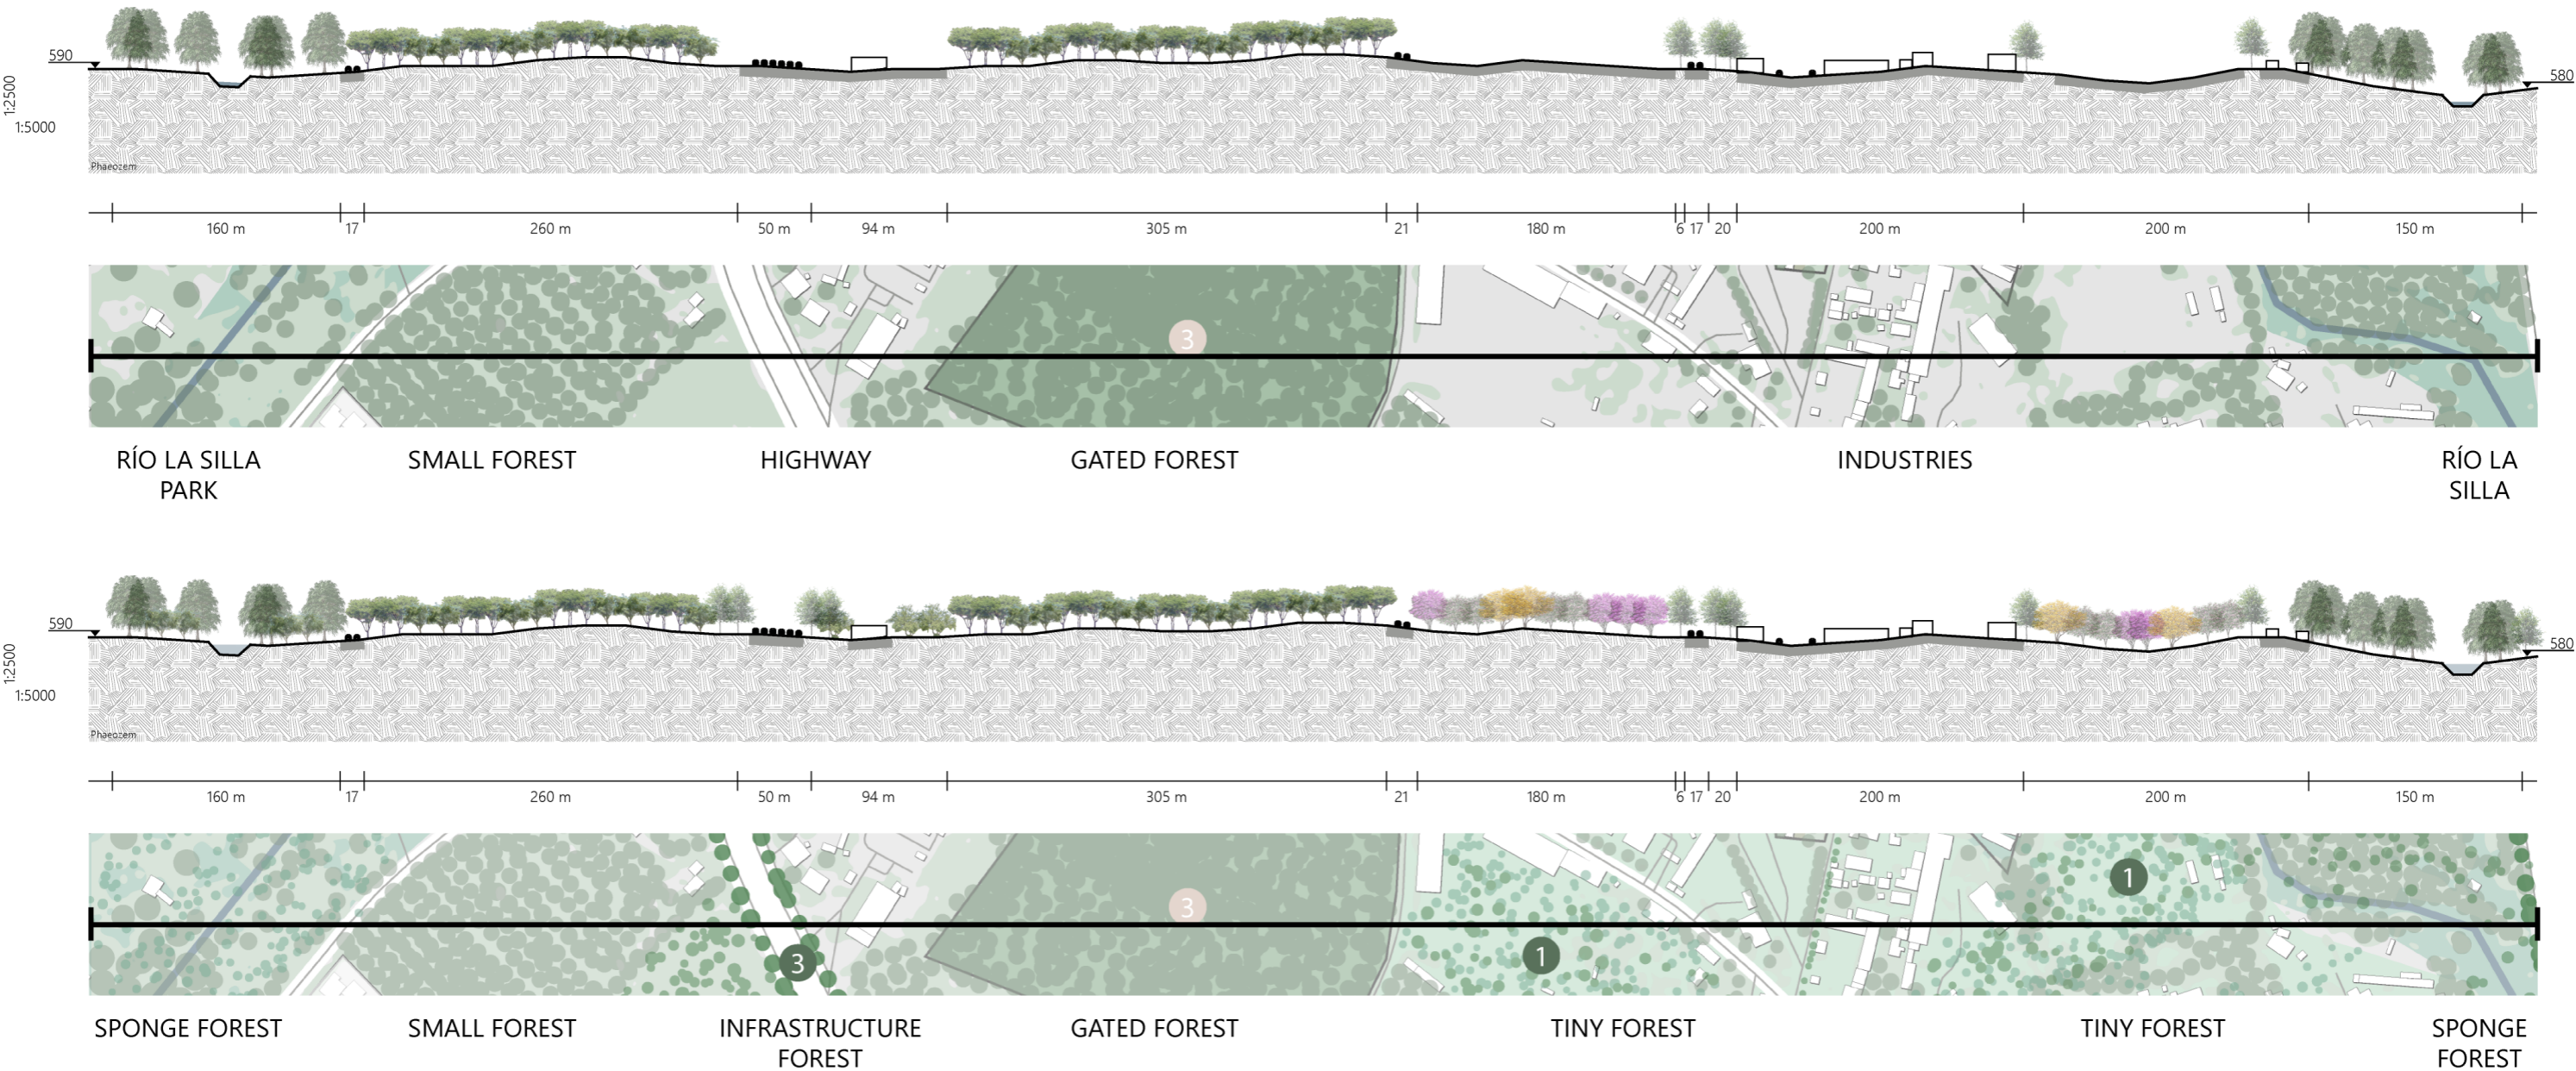 590
580
1:2500
1:5000
Phaeozem
160 m 17 260 m 50 m 94 m 305 m 21 180 m 6 17 20 200 m 200 m 150 m
3
RÍO LA SILLA
PARK
SMALL FOREST
HIGHWAY
GATED FOREST
INDUSTRIES
RÍO LA
SILLA
590
580
1:2500
1:5000
Phaeozem
160 m 17 260 m 50 m 94 m 305 m 21 180 m 6 17 20 200 m 200 m 150 m
1
3
3
1
SPONGE FOREST
SMALL FOREST
INFRASTRUCTURE
FOREST
GATED FOREST
TINY FOREST
TINY FOREST
SPONGE
FOREST